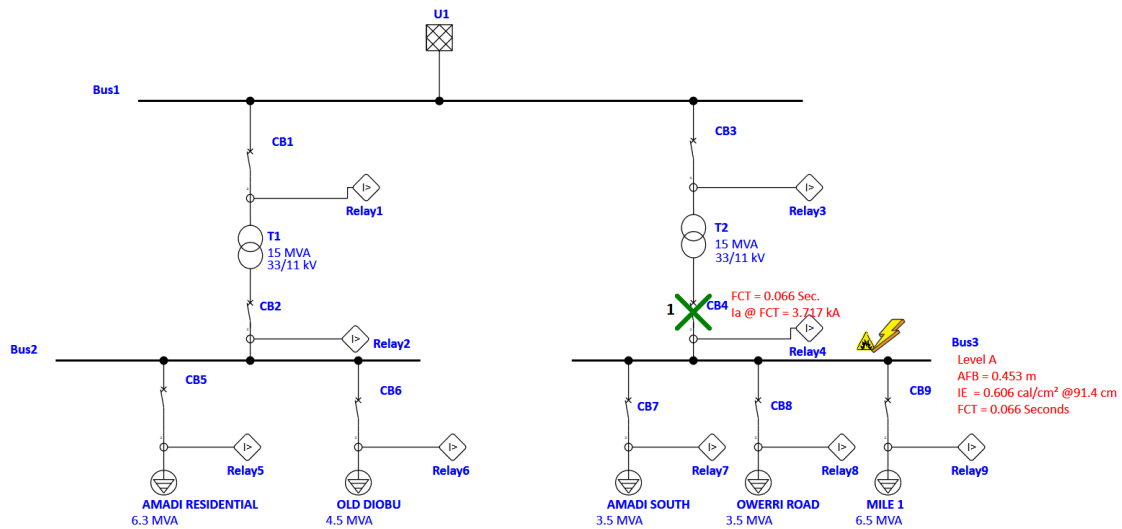 U1
Bus1
CB1
CB3
I>
Relay1
I>
Relay3
T1
15 MVA
33/11 kV
T2
15 MVA
33/11 kV
CB2
1
CB4
FCT = 0.066 Sec.
Ia @ FCT = 3.717 kA
I>
Relay2
I>
Relay4
Bus2
Bus3
Level A
AFB = 0.453 m
IE = 0.606 cal/cm² @91.4 cm
FCT = 0.066 Seconds
CB5
CB6
CB7
CB8
CB9
I>
Relay5
I>
Relay6
I>
Relay7
I>
Relay8
I>
Relay9
AMADI RESIDENTIAL
6.3 MVA
OLD DIOBU
4.5 MVA
AMADI SOUTH
3.5 MVA
OWERRI ROAD
3.5 MVA
MILE 1
6.5 MVA